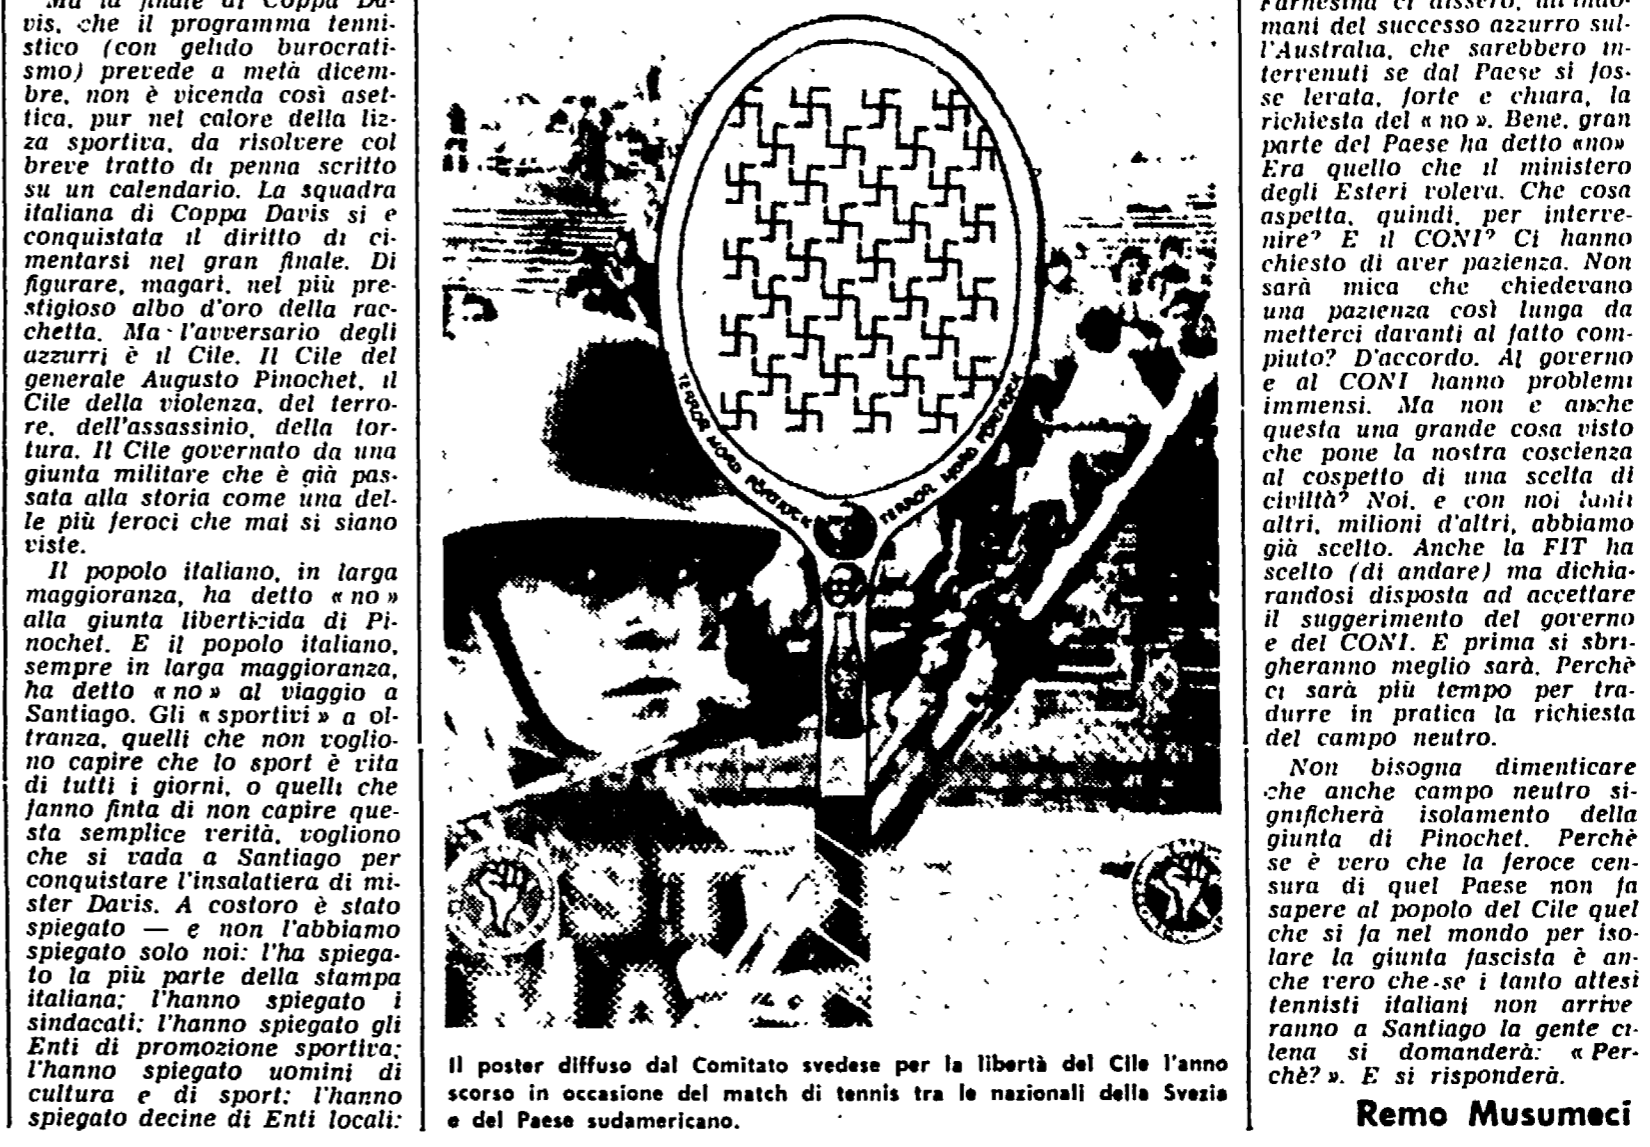 Ma la finale di Coppa Da-
vis, che il programma tenni-
stico (con gelido burocrati-
smo) prevede a metà dicem-
bre, non è vicenda così aset-
tica, pur nel calore della liz-
za sportiva, da risolvere col
breve tratto di penna scritto
su un calendario. La squadra
italiana di Coppa Davis si è
conquistata il diritto di ci-
mentarsi nel gran finale. Di
figurare, magari, nel più pre-
stigioso albo d'oro della rac-
chetta. Ma l'avversario degli
azzurri è il Cile. Il Cile del
generale Augusto Pinochet, il
Cile della violenza, del terro-
re, dell'assassinio, della tor-
tura. Il Cile governato da una
giunta militare che è già pas-
sata alla storia come una del-
le più feroci che mai si siano
viste.
Il popolo italiano, in larga
maggioranza, ha detto « no »
alla giunta liberticida di Pi-
nochet. E il popolo italiano,
sempre in larga maggioranza,
ha detto « no » al viaggio a
Santiago. Gli « sportivi » a ol-
tranza, quelli che non voglio-
no capire che lo sport è vita
di tutti i giorni, o quelli che
fanno finta di non capire que-
sta semplice verità, vogliono
che si vada a Santiago per
conquistare l'insalatiera di mi-
ster Davis. A costoro è stato
spiegato — e non l'abbiamo
spiegato solo noi: l'ha spiega-
to la più parte della stampa
italiana; l'hanno spiegato i
sindacati; l'hanno spiegato gli
Enti di promozione sportiva;
l'hanno spiegato uomini di
cultura e di sport; l'hanno
spiegato decine di Enti locali:
TERROR MORD FÖRTRYCK
TERROR MORD FÖRTRYCK
Il poster diffuso dal Comitato svedese per la libertà del Cile l'anno
scorso in occasione del match di tennis tra le nazionali della Svezia
e del Paese sudamericano.
Farnesina ci dissero, all'indo-
mani del successo azzurro sul-
l'Australia, che sarebbero in-
tervenuti se dal Paese si fos-
se levata, forte e chiara, la
richiesta del « no ». Bene, gran
parte del Paese ha detto «no»
Era quello che il ministero
degli Esteri voleva. Che cosa
aspetta, quindi, per interve-
nire? E il CONI? Ci hanno
chiesto di aver pazienza. Non
sarà mica che chiedevano
una pazienza così lunga da
metterci davanti al fatto com-
piuto? D'accordo. Al governo
e al CONI hanno problemi
immensi. Ma non è anche
questa una grande cosa visto
che pone la nostra coscienza
al cospetto di una scelta di
civiltà? Noi, e con noi tanti
altri, milioni d'altri, abbiamo
già scelto. Anche la FIT ha
scelto (di andare) ma dichia-
randosi disposta ad accettare
il suggerimento del governo
e del CONI. E prima si sbri-
gheranno meglio sarà. Perchè
ci sarà più tempo per tra-
durre in pratica la richiesta
del campo neutro.
Non bisogna dimenticare
che anche campo neutro si-
gnificherà isolamento della
giunta di Pinochet. Perchè
se è vero che la feroce cen-
sura di quel Paese non fa
sapere al popolo del Cile quel
che si fa nel mondo per iso-
lare la giunta fascista è an-
che vero che se i tanto attesi
tennisti italiani non arrive
ranno a Santiago la gente ci-
lena si domanderà: « Per-
chè? ». E si risponderà.
Remo Musumeci